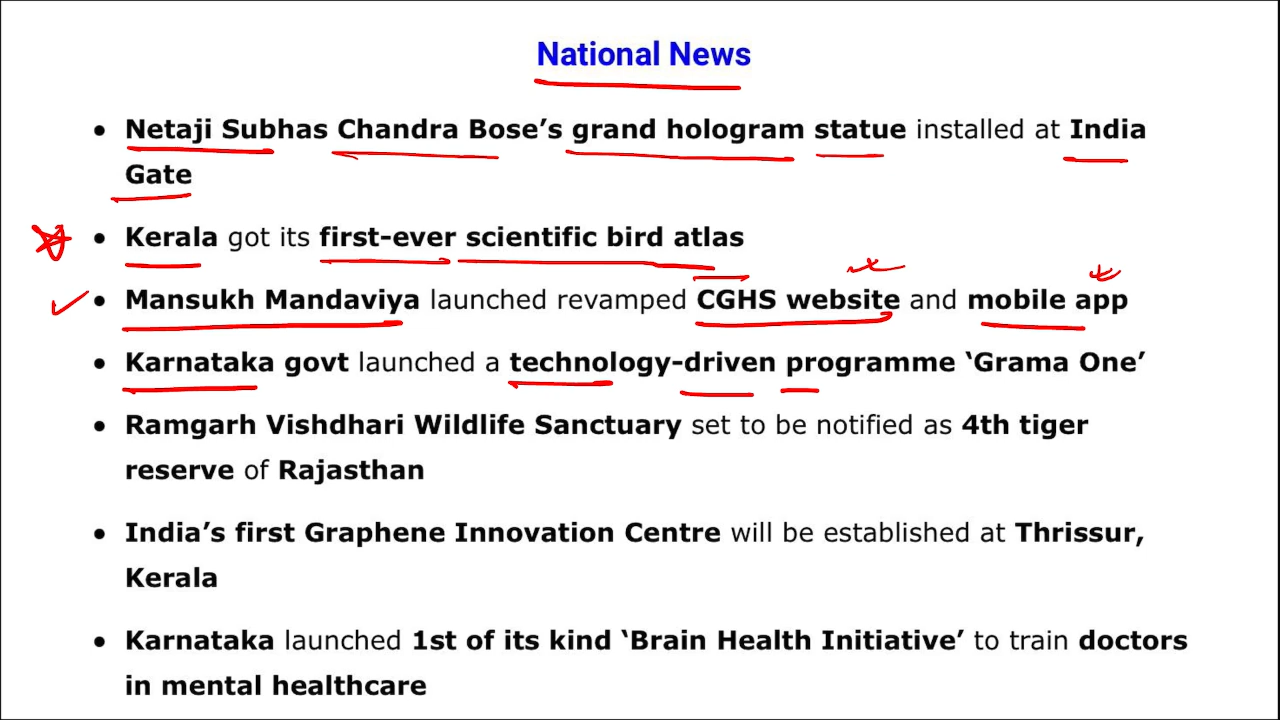 National News
• Netaji Subhas Chandra Bose’s grand hologram statue installed at India
Gate
• Kerala got its first-ever scientific bird atlas
• Mansukh Mandaviya launched revamped CGHS website and mobile app
• Karnataka govt launched a technology-driven programme ‘Grama One’
• Ramgarh Vishdhari Wildlife Sanctuary set to be notified as 4th tiger
reserve of Rajasthan
• India’s first Graphene Innovation Centre will be established at Thrissur,
Kerala
• Karnataka launched 1st of its kind ‘Brain Health Initiative’ to train doctors
in mental healthcare